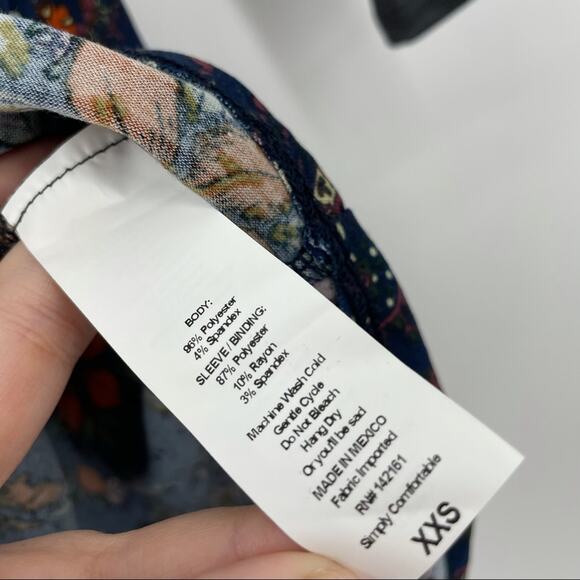 BODY:
96% Polyester
4% Spandex
SLEEVE / BINDING:
87% Polyester
10% Rayon
3% Spandex
Machine Wash Cold
Gentle Cycle
Do Not Bleach
Hang Dry
Or you'll be sad
MADE IN MEXICO
Fabric Imported
RN# 142161
Simply Comfortable
XXS